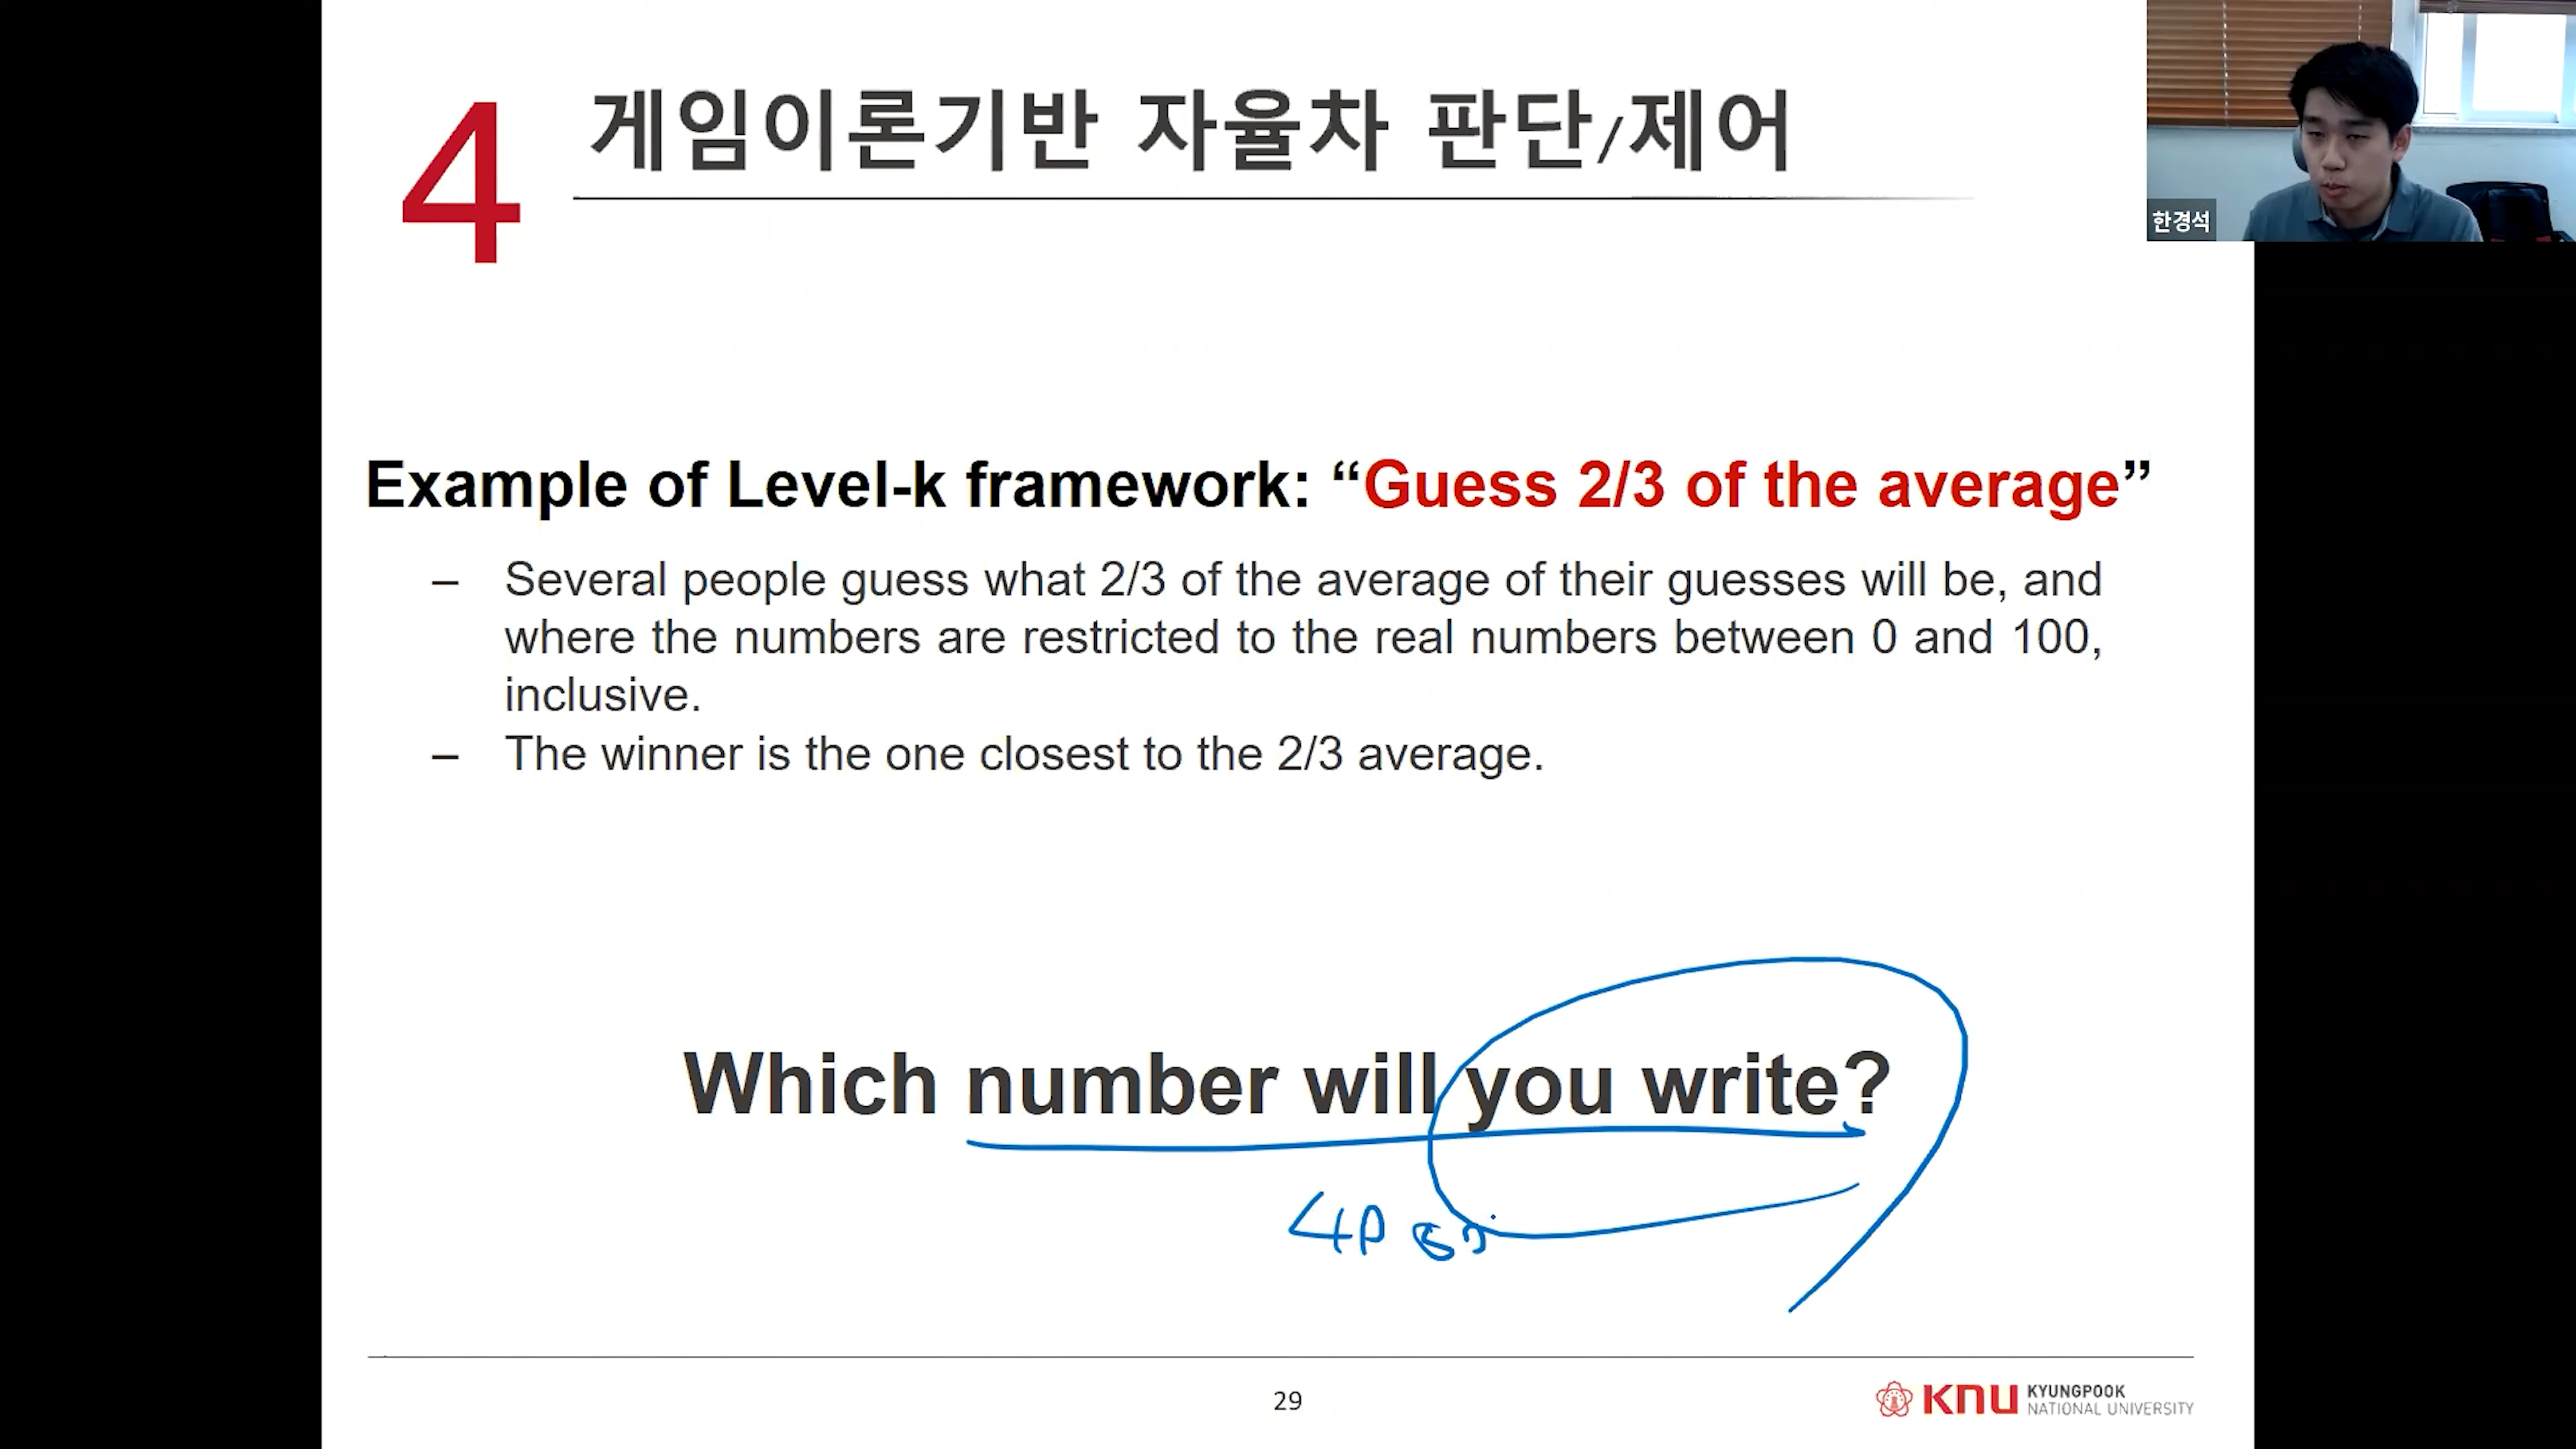 4 게임이론기반 자율차 판단/제어
한경석
Example of Level-k framework: “Guess 2/3 of the average”
– Several people guess what 2/3 of the average of their guesses will be, and
where the numbers are restricted to the real numbers between 0 and 100,
inclusive.
– The winner is the one closest to the 2/3 average.
Which number will you write?
29
KNU KYUNGPOOK
NATIONAL UNIVERSITY